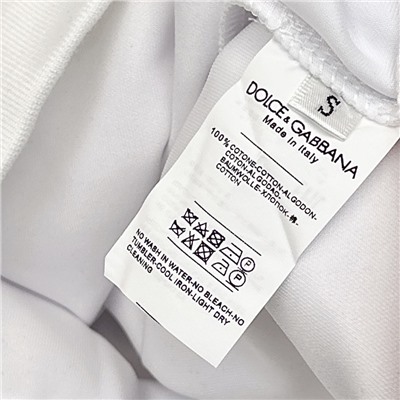 S
DOLCE & GABBANA
Made in Italy
100% COTONE-COTTON-ALGODON-
COTON-ALGODAO-
BAUMWOLLE-ХЛОПОК-棉-
COTTON
P
P
NO WASH IN WATER-NO BLEACH-NO
TUMBLER-COOL IRON-LIGHT DRY
CLEANING